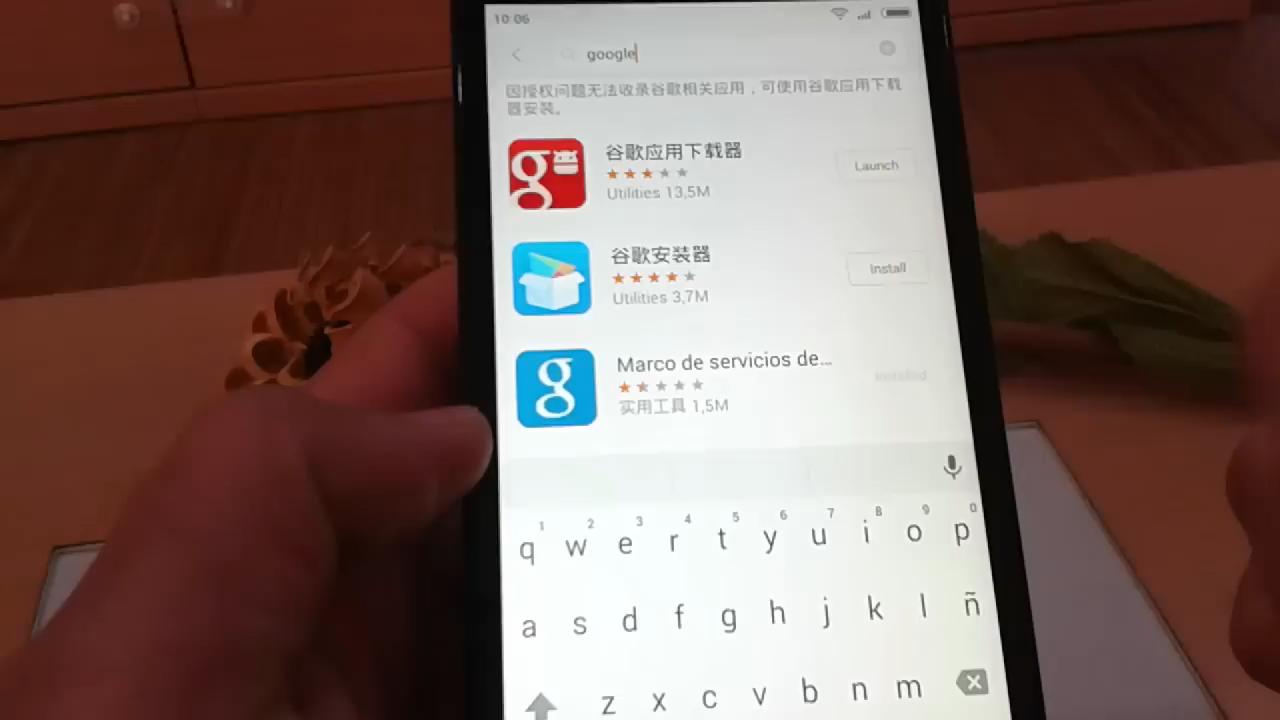 10:06
google
因授权问题无法收录谷歌相关应用，可使用谷歌应用下载
器安装。
谷歌应用下载器
Launch
Utilities 13,5M
谷歌安装器
Install
Utilities 3,7M
Marco de servicios de...
Installed
实用工具 1,5M
1 2 3 4 5 6 7 8 9 0
q w e r t y u i o p
a s d f g h j k l ñ
z x c v b n m